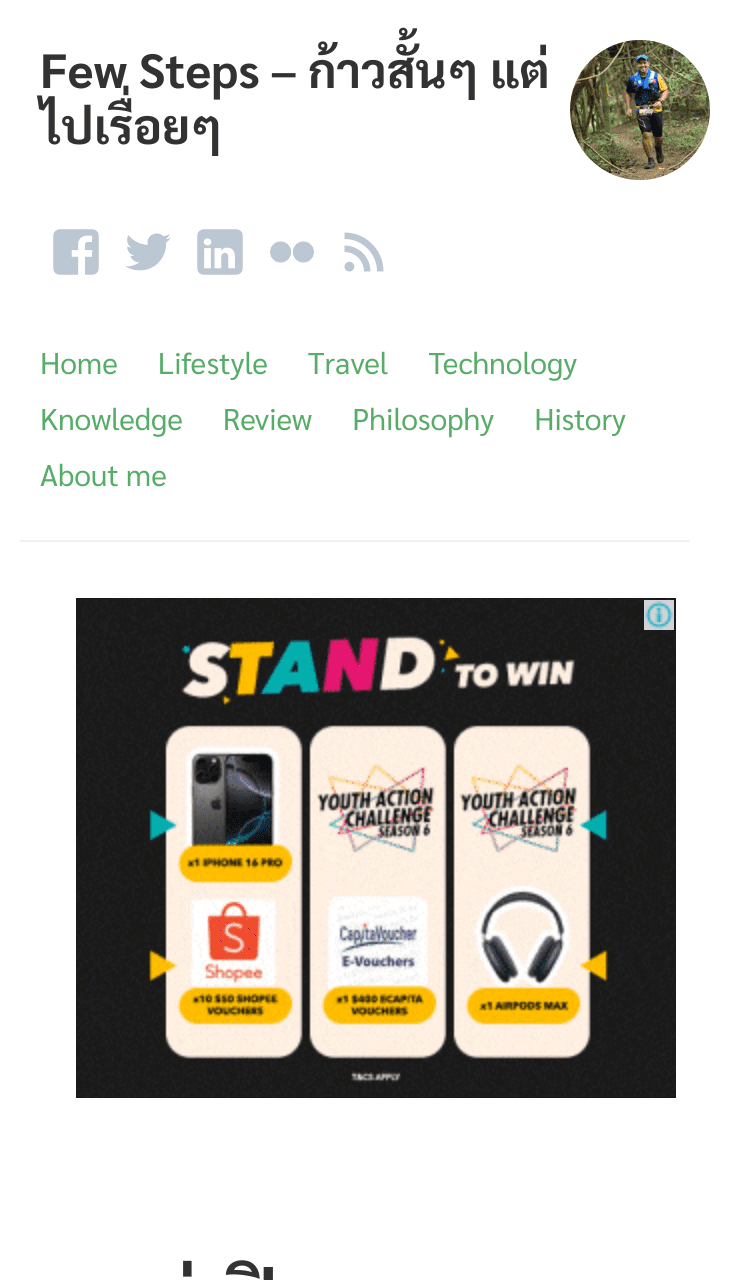 Few Steps – ก้าวสั้นๆ แต่
ไปเรื่อยๆ
Home Lifestyle Travel Technology
Knowledge Review Philosophy History
About me
STAND TO WIN
x1 IPHONE 16 PRO
YOUTH ACTION
CHALLENGE
SEASON 6
YOUTH ACTION
CHALLENGE
SEASON 6
Shopee
x10 $50 SHOPEE
VOUCHERS
CapitaVoucher
E-Vouchers
x1 $400 ECAPITA
VOUCHERS
x1 AIRPODS MAX
T&CS APPLY